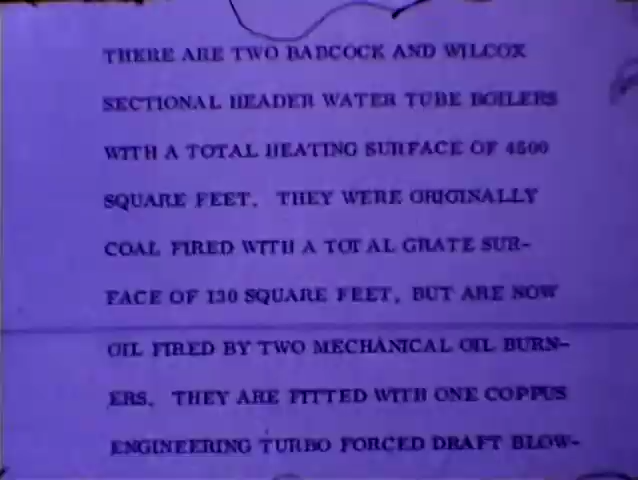 THERE ARE TWO BABCOCK AND WILCOX
SECTIONAL HEADER WATER TUBE BOILERS
WITH A TOTAL HEATING SURFACE OF 4500
SQUARE FEET. THEY WERE ORIGINALLY
COAL FIRED WITH A TOTAL GRATE SUR-
FACE OF 130 SQUARE FEET, BUT ARE NOW
OIL FIRED BY TWO MECHANICAL OIL BURN-
ERS. THEY ARE FITTED WITH ONE COPPUS
ENGINEERING TURBO FORCED DRAFT BLOW-